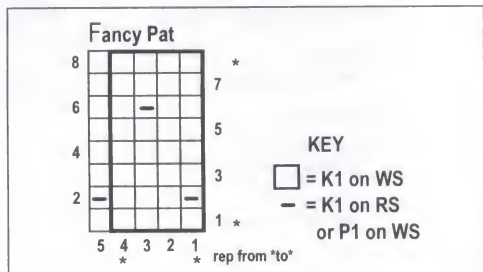 Fancy Pat
8 *
7
6
5
4
3
2
1 *
5 4 3 2 1
* * rep from *to*
KEY
= K1 on WS
= K1 on RS
or P1 on WS